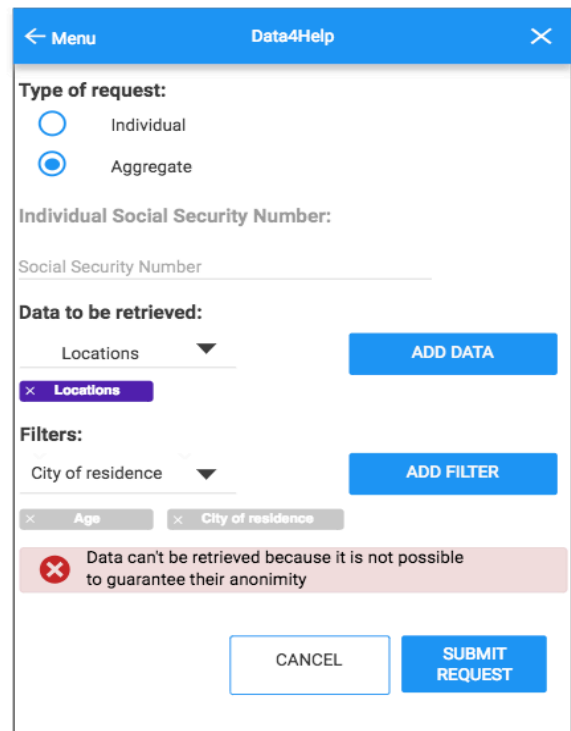 ← Menu Data4Help ×
Type of request:
Individual
Aggregate
Individual Social Security Number:
Social Security Number
Data to be retrieved:
Locations ADD DATA
× Locations
Filters:
City of residence ADD FILTER
× Age × City of residence
Data can't be retrieved because it is not possible
to guarantee their anonimity
CANCEL SUBMIT
REQUEST